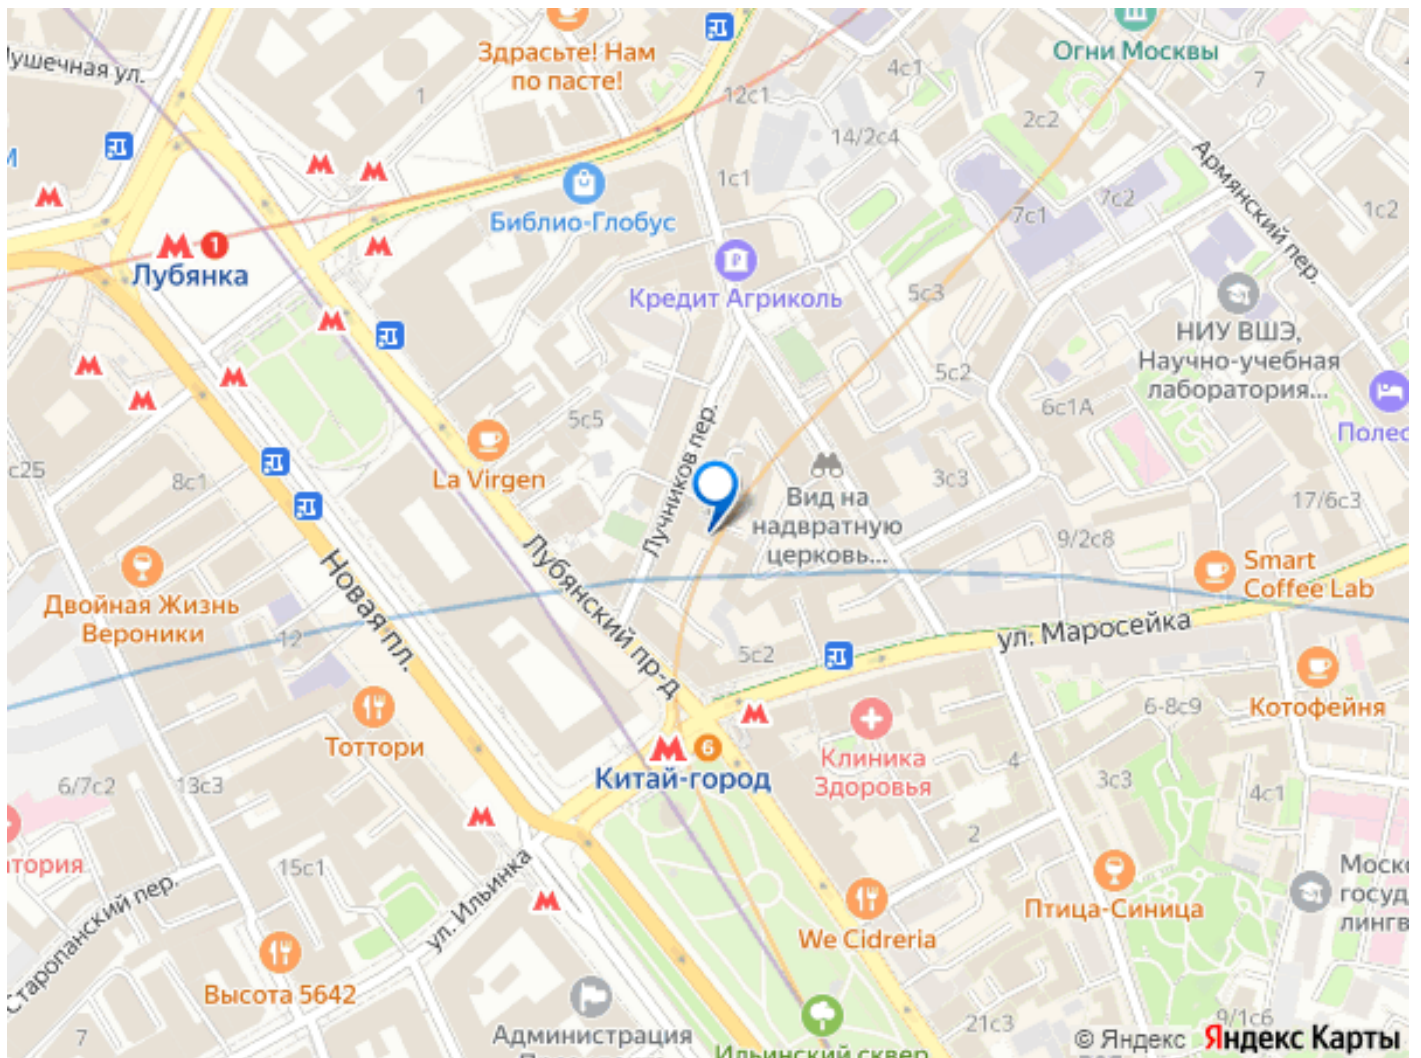 Здрасьте! Нам
по пасте!
Огни Москвы
ушечная ул.
1
12с1
4с1
7
2с2
14/2с4
Армянский пер.
1с1
7с1
7с2
1с2
Библио-Глобус
М
1
Лубянка
Кредит Агриколь
5с3
НИУ ВШЭ,
Научно-учебная
лаборатория...
5с2
6с1А
Полес
5с5
Лучников пер.
La Virgen
с25
8с1
3с3
17/6с3
Вид на
надвратную
церковь...
9/2с8
Smart
Coffee Lab
Двойная Жизнь
Вероники
Новая пл.
Лубянский пр-д
12
ул. Маросейка
5с2
Тоттори
6-8с9
Котофейня
6
Китай-город
Клиника
Здоровья
4
3с3
4с1
6/7с2
13с3
2
тория
15с1
Старопанский пер.
ул. Ильинка
Моск
госуд
лингв
Птица-Синица
We Cidreria
Высота 5642
Администрация
7
21с3
9/1с6
Ильинский сквер
© Яндекс Яндекс Карты